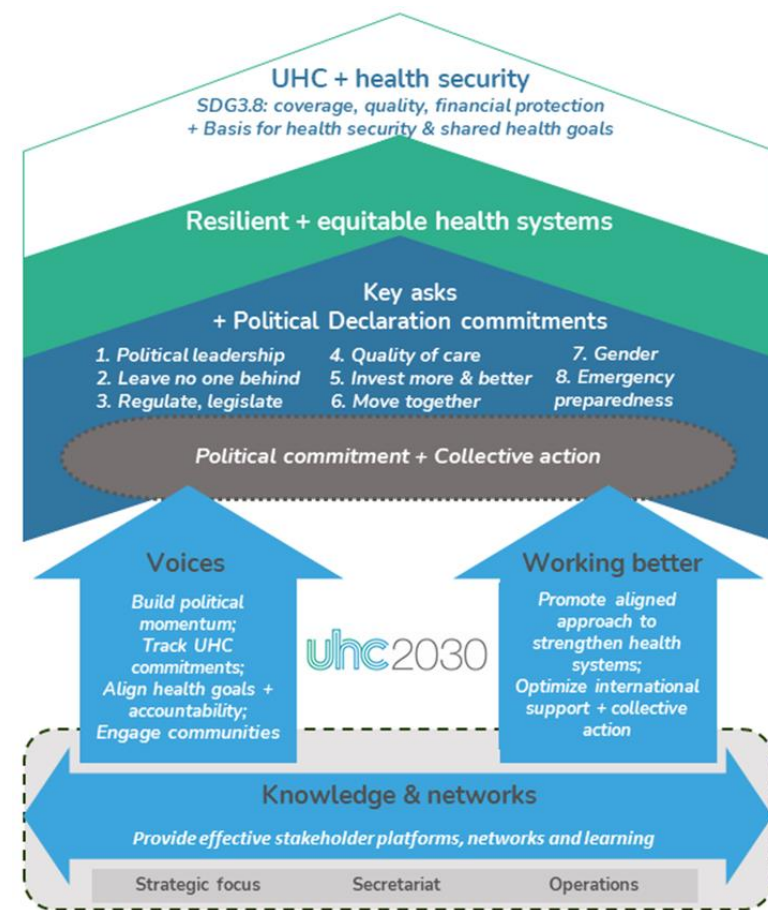 UHC + health security
SDG3.8: coverage, quality, financial protection
+ Basis for health security & shared health goals
Resilient + equitable health systems
Key asks
+ Political Declaration commitments
1. Political leadership
2. Leave no one behind
3. Regulate, legislate
4. Quality of care
5. Invest more & better
6. Move together
7. Gender
8. Emergency
preparedness
Political commitment + Collective action
Voices
Build political
momentum;
Track UHC
commitments;
Align health goals +
accountability;
Engage communities
uhc2030
Working better
Promote aligned
approach to
strengthen health
systems;
Optimize international
support + collective
action
Knowledge & networks
Provide effective stakeholder platforms, networks and learning
Strategic focus
Secretariat
Operations